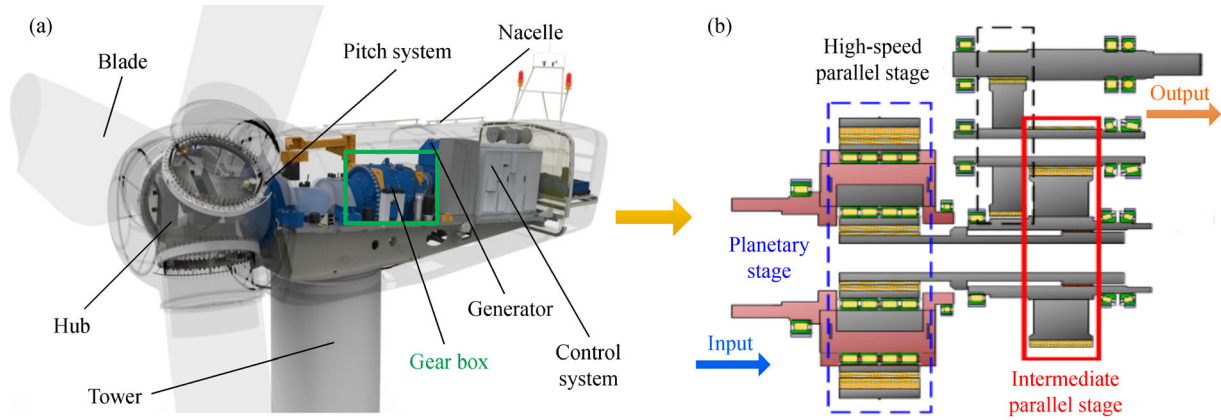 (a)
Blade
Pitch system
Nacelle
Hub
Tower
Gear box
Generator
Control
system
(b)
High-speed
parallel stage
Planetary
stage
Input
Output
Intermediate
parallel stage